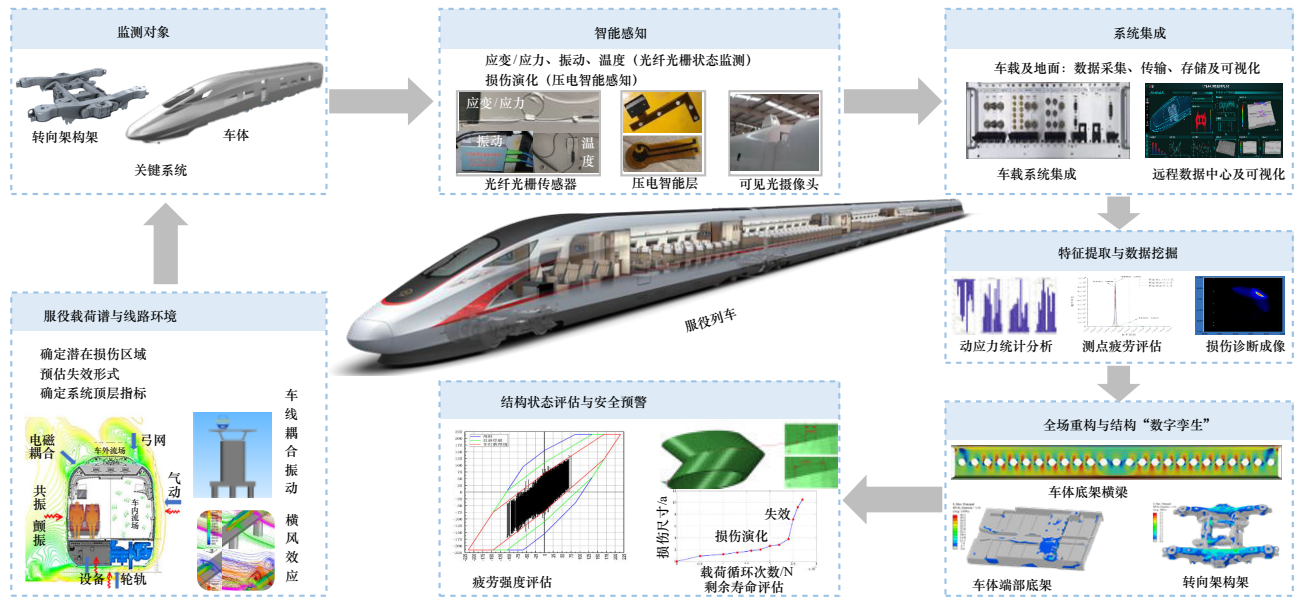 监测对象
转向架构架
车体
关键系统
智能感知
应变/应力、振动、温度（光纤光栅状态监测）
损伤演化（压电智能感知）
应变/应力
振动
温度
光纤光栅传感器
压电智能层
可见光摄像头
系统集成
车载及地面：数据采集、传输、存储及可视化
车载系统集成
远程数据中心及可视化
特征提取与数据挖掘
动应力统计分析
测点疲劳评估
损伤诊断成像
全场重构与结构“数字孪生”
车体底架横梁
车体端部底架
转向架构架
结构状态评估与安全预警
疲劳强度评估
损伤尺寸/a
损伤演化
失效
载荷循环次数/N
剩余寿命评估
服役载荷谱与线路环境
确定潜在损伤区域
预估失效形式
确定系统顶层指标
电磁
耦合
车外流场
弓网
气动
共振
颤振
车内流场
设备
轮轨
车线耦合振动
横风效应
服役列车